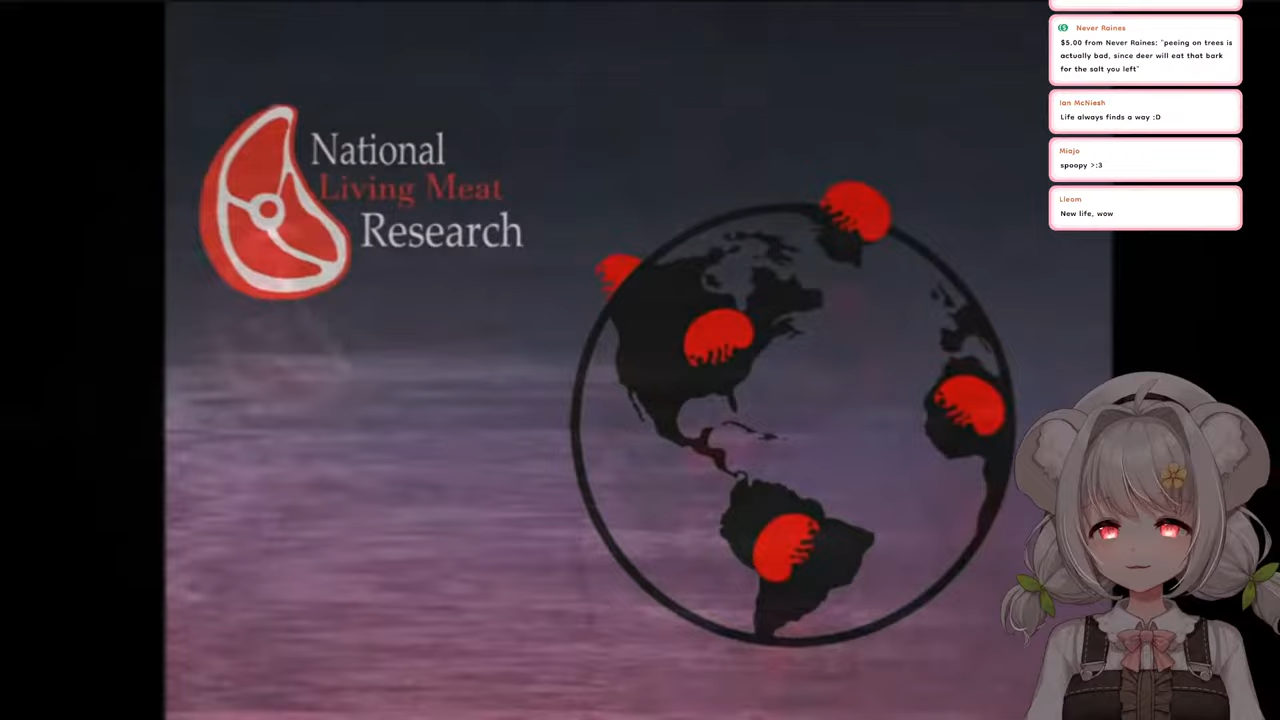 National
Living Meat
Research
Never Raines
$5.00 from Never Raines: "peeing on trees is
actually bad, since deer will eat that bark
for the salt you left"
Ian McNiesh
Life always finds a way :D
Miajo
spoopy >:3
Lleom
New life, wow